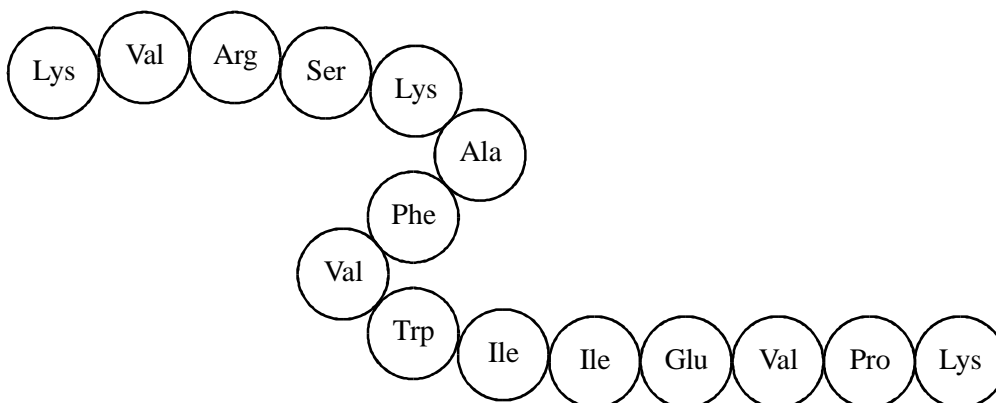 Lys Val Arg Ser Lys
Ala
Phe
Val
Trp
Ile Ile Glu Val Pro Lys